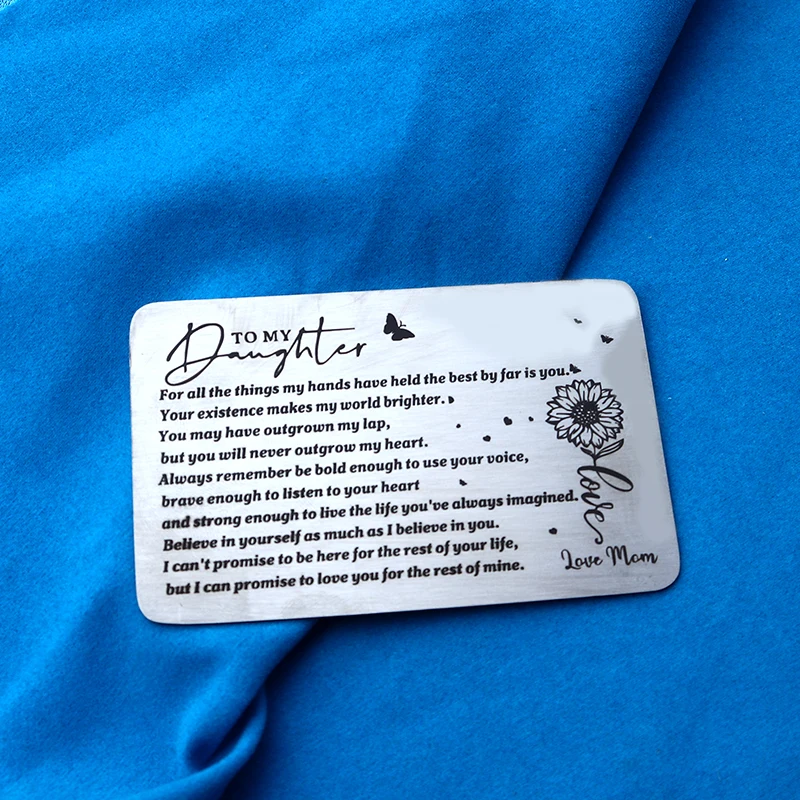 TO MY
Daughter
For all the things my hands have held the best by far is you.
Your existence makes my world brighter.
You may have outgrown my lap,
but you will never outgrow my heart.
Always remember be bold enough to use your voice,
brave enough to listen to your heart
and strong enough to live the life you've always imagined.
Believe in yourself as much as I believe in you.
I can't promise to be here for the rest of your life,
but I can promise to love you for the rest of mine.
love
Love Mom